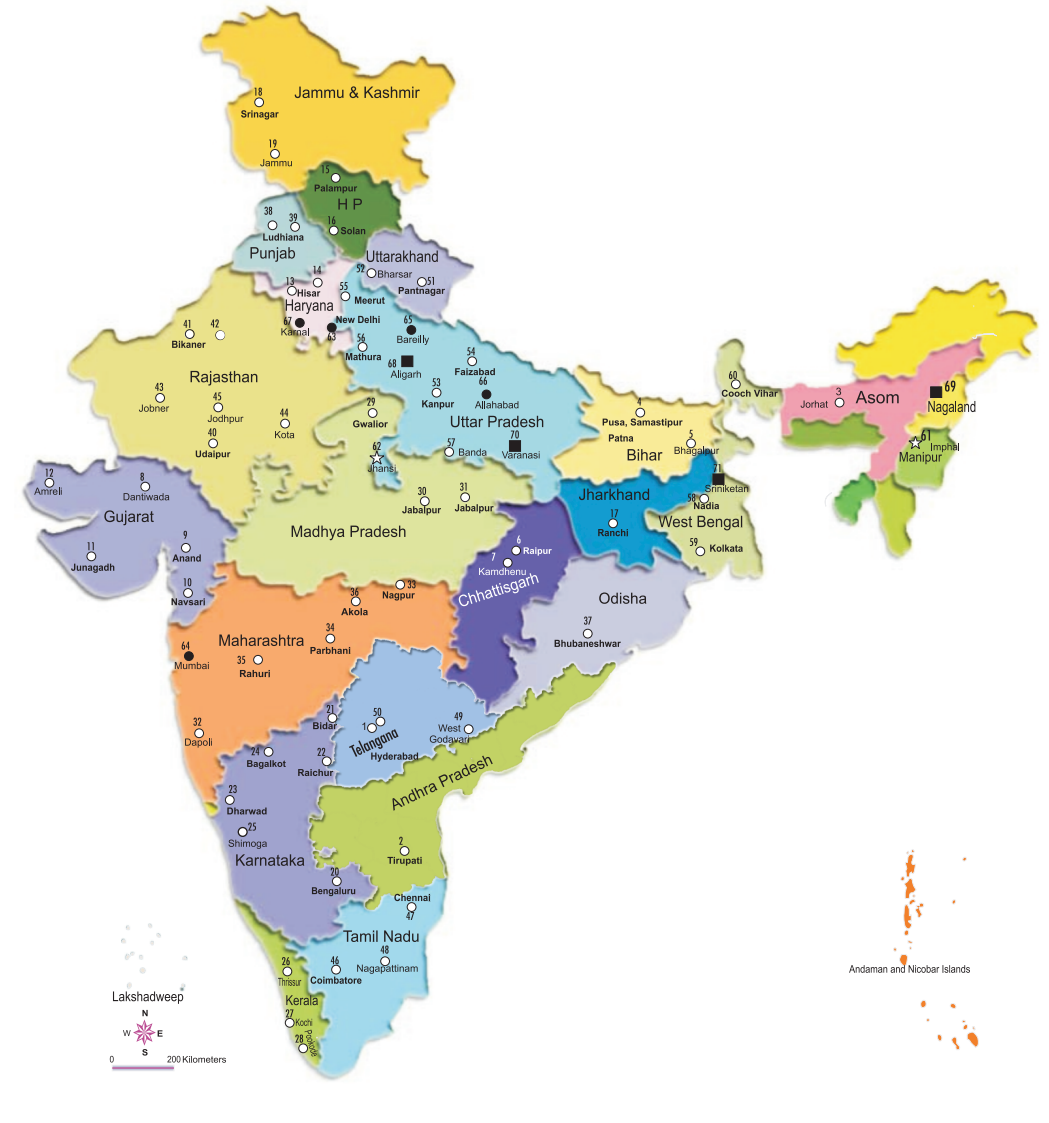 18
Jammu & Kashmir
Srinagar
19
Jammu
15
Palampur
H P
38
39
16
Solan
Ludhiana
Punjab
Uttarakhand
52
Bharsar
51
Pantnagar
14
13
Hisar
55
Meerut
Haryana
67
Karnal
New Delhi
63
65
Bareilly
41
42
Bikaner
56
Mathura
54
Faizabad
68
Aligarh
Rajasthan
53
Kanpur
66
Allahabad
60
Cooch Vihar
3
Jorhat
Asom
69
Nagaland
43
Jobner
45
Jodhpur
44
Kota
29
Gwalior
Uttar Pradesh
4
Pusa, Samastipur
Patna
5
Bhagalpur
Bihar
61
Imphal
Manipur
40
Udaipur
62
Jhansi
57
Banda
70
Varanasi
12
Amreli
8
Dantiwada
71
Sriniketan
Jharkhand
58
Nadia
30
Jabalpur
31
Jabalpur
Gujarat
Madhya Pradesh
17
Ranchi
West Bengal
11
Junagadh
9
Anand
6
Raipur
7
Kamdhenu
Chhattisgarh
59
Kolkata
10
Navsari
36
Akola
33
Nagpur
Odisha
Maharashtra
34
Parbhani
37
Bhubaneshwar
64
Mumbai
35
Rahuri
21
Bidar
50
1
Telangana
Hyderabad
49
West
Godavari
32
Dapoli
24
Bagalkot
22
Raichur
Andhra Pradesh
23
Dharwad
25
Shimoga
Karnataka
2
Tirupati
20
Bengaluru
Chennai
47
Tamil Nadu
26
Thrissur
46
Coimbatore
48
Nagapattinam
Andaman and Nicobar Islands
Kerala
Lakshadweep
27
Kochi
28
Pookode
N
W
E
S
0
200 Kilometers